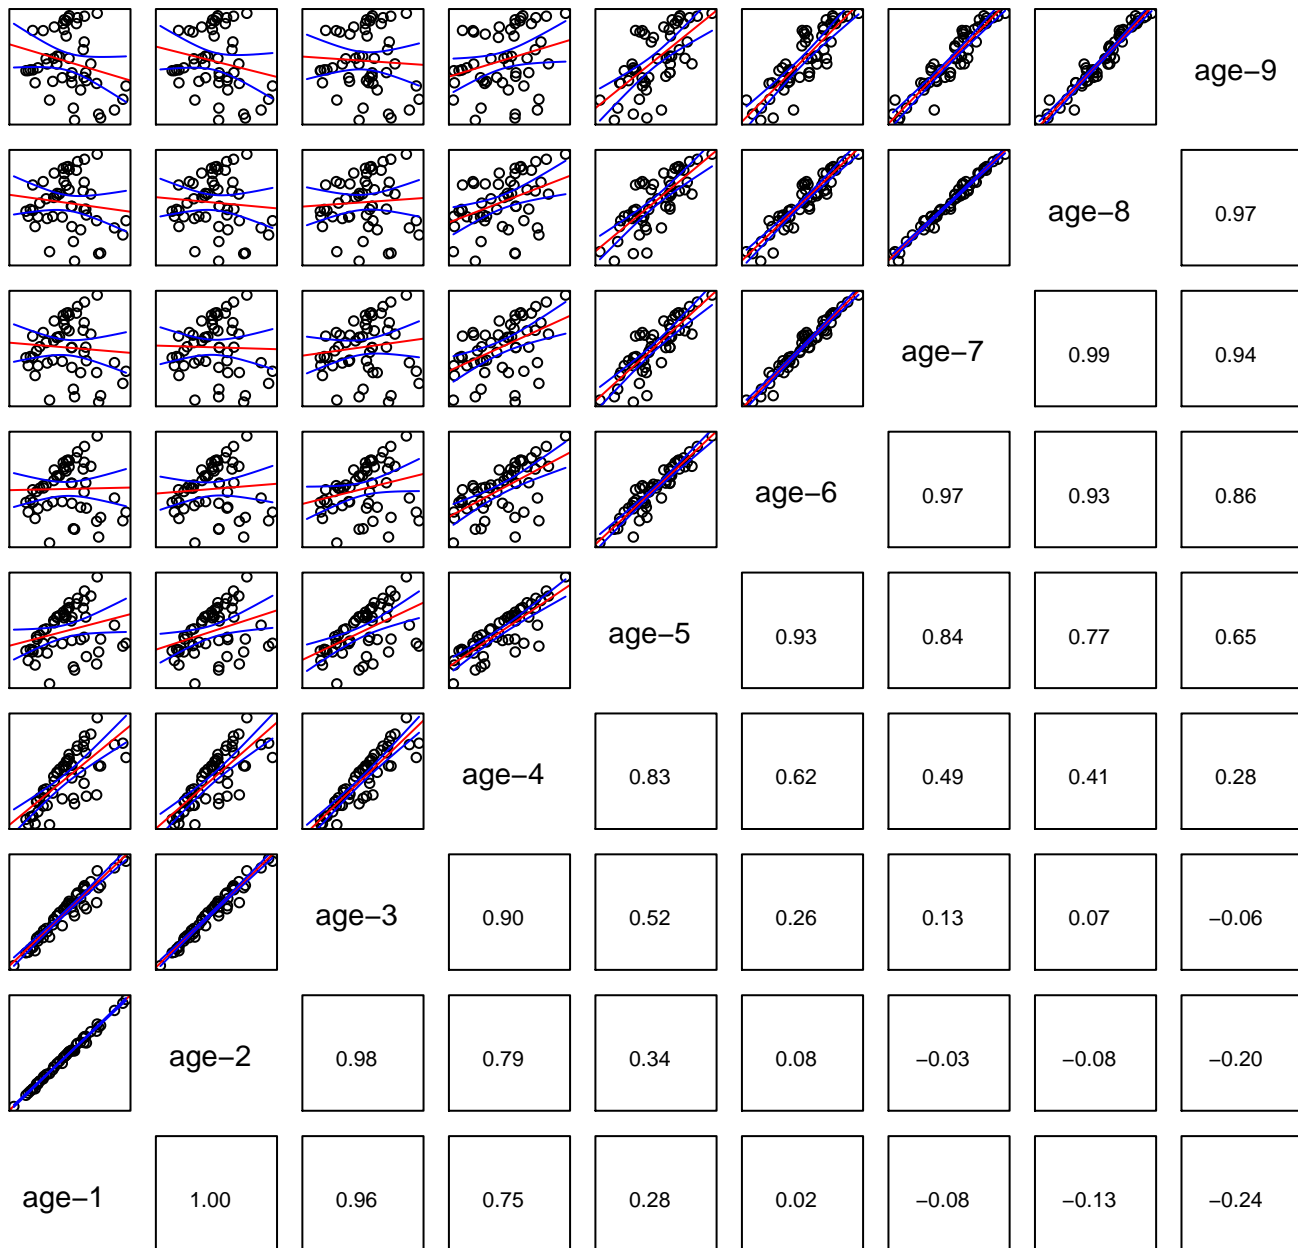 age−9
age−8 0.97
age−7 0.99 0.94
age−6 0.97 0.93 0.86
age−5 0.93 0.84 0.77 0.65
age−4 0.83 0.62 0.49 0.41 0.28
age−3 0.90 0.52 0.26 0.13 0.07 −0.06
age−2 0.98 0.79 0.34 0.08 −0.03 −0.08 −0.20
age−1 1.00 0.96 0.75 0.28 0.02 −0.08 −0.13 −0.24